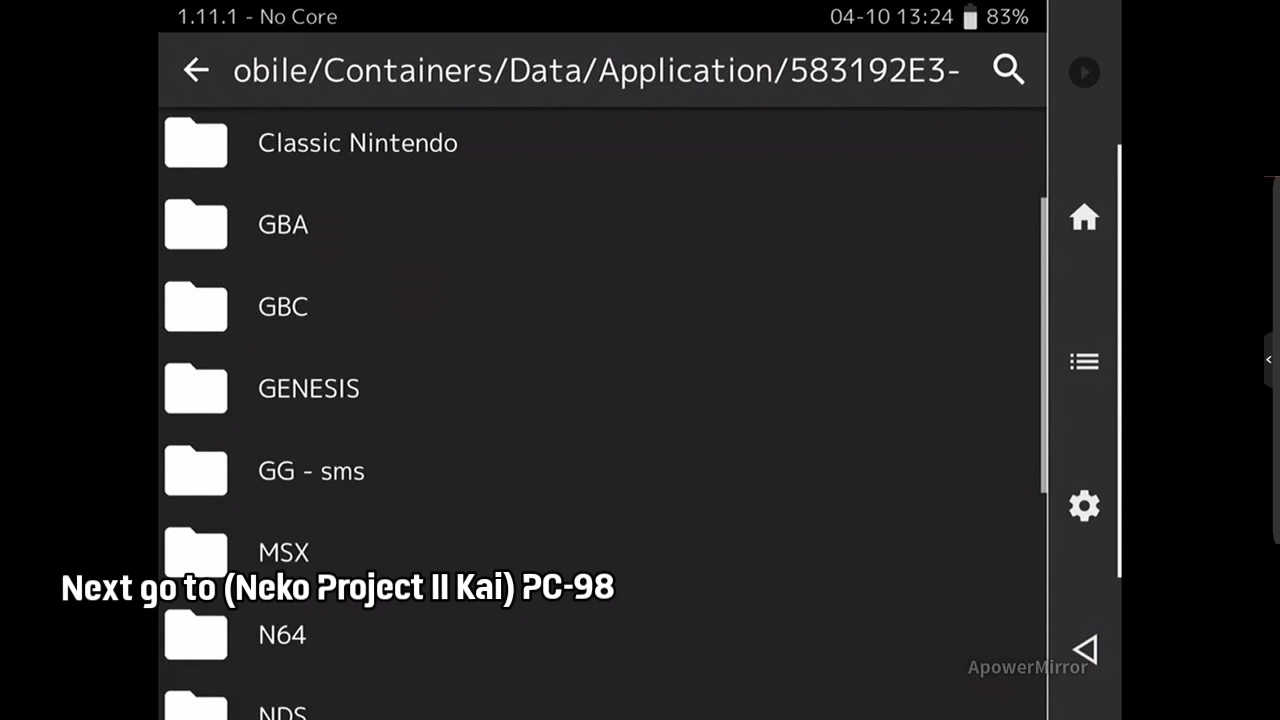 1.11.1 - No Core
04-10 13:24 83%
obile/Containers/Data/Application/583192E3-
Classic Nintendo
GBA
GBC
GENESIS
GG - sms
MSX
Next go to (Neko Project II Kai) PC-98
N64
ApowerMirror
NDS